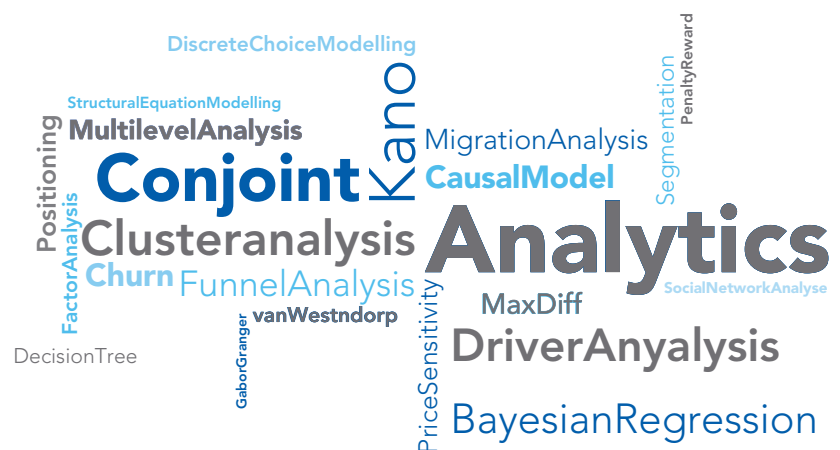 DiscreteChoiceModelling
PenaltyReward
Segmentation
Kano
StructuralEquationModelling
MultilevelAnalysis
Positioning
MigrationAnalysis
Conjoint
CausalModel
FactorAnalysis
Clusteranalysis
Analytics
Churn
FunnelAnalysis
SocialNetworkAnalyse
PriceSensitivity
MaxDiff
vanWestndorp
GaborGranger
DecisionTree
DriverAnyalysis
BayesianRegression